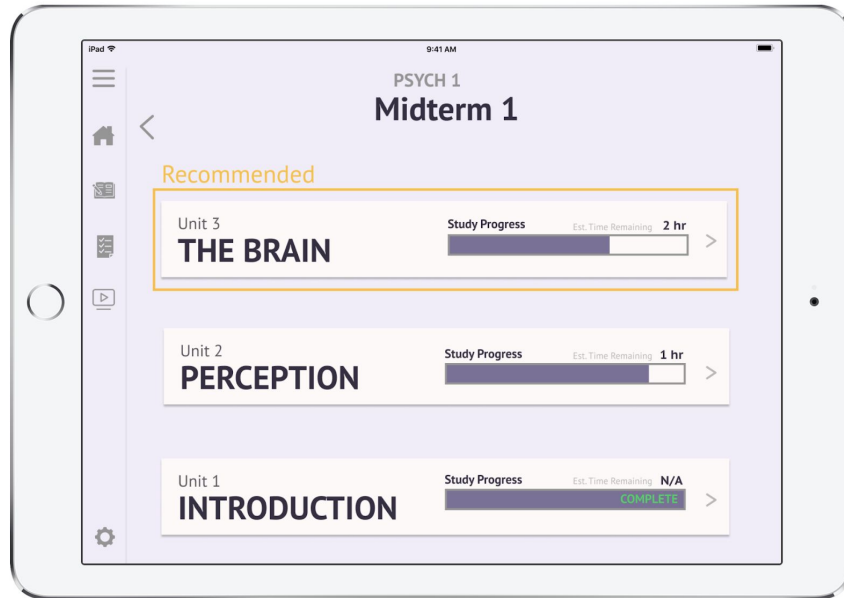 iPad 9:41 AM
PSYCH 1
Midterm 1
Recommended
Unit 3
THE BRAIN
Study Progress Est. Time Remaining 2 hr
Unit 2
PERCEPTION
Study Progress Est. Time Remaining 1 hr
Unit 1
INTRODUCTION
Study Progress Est. Time Remaining N/A
COMPLETE